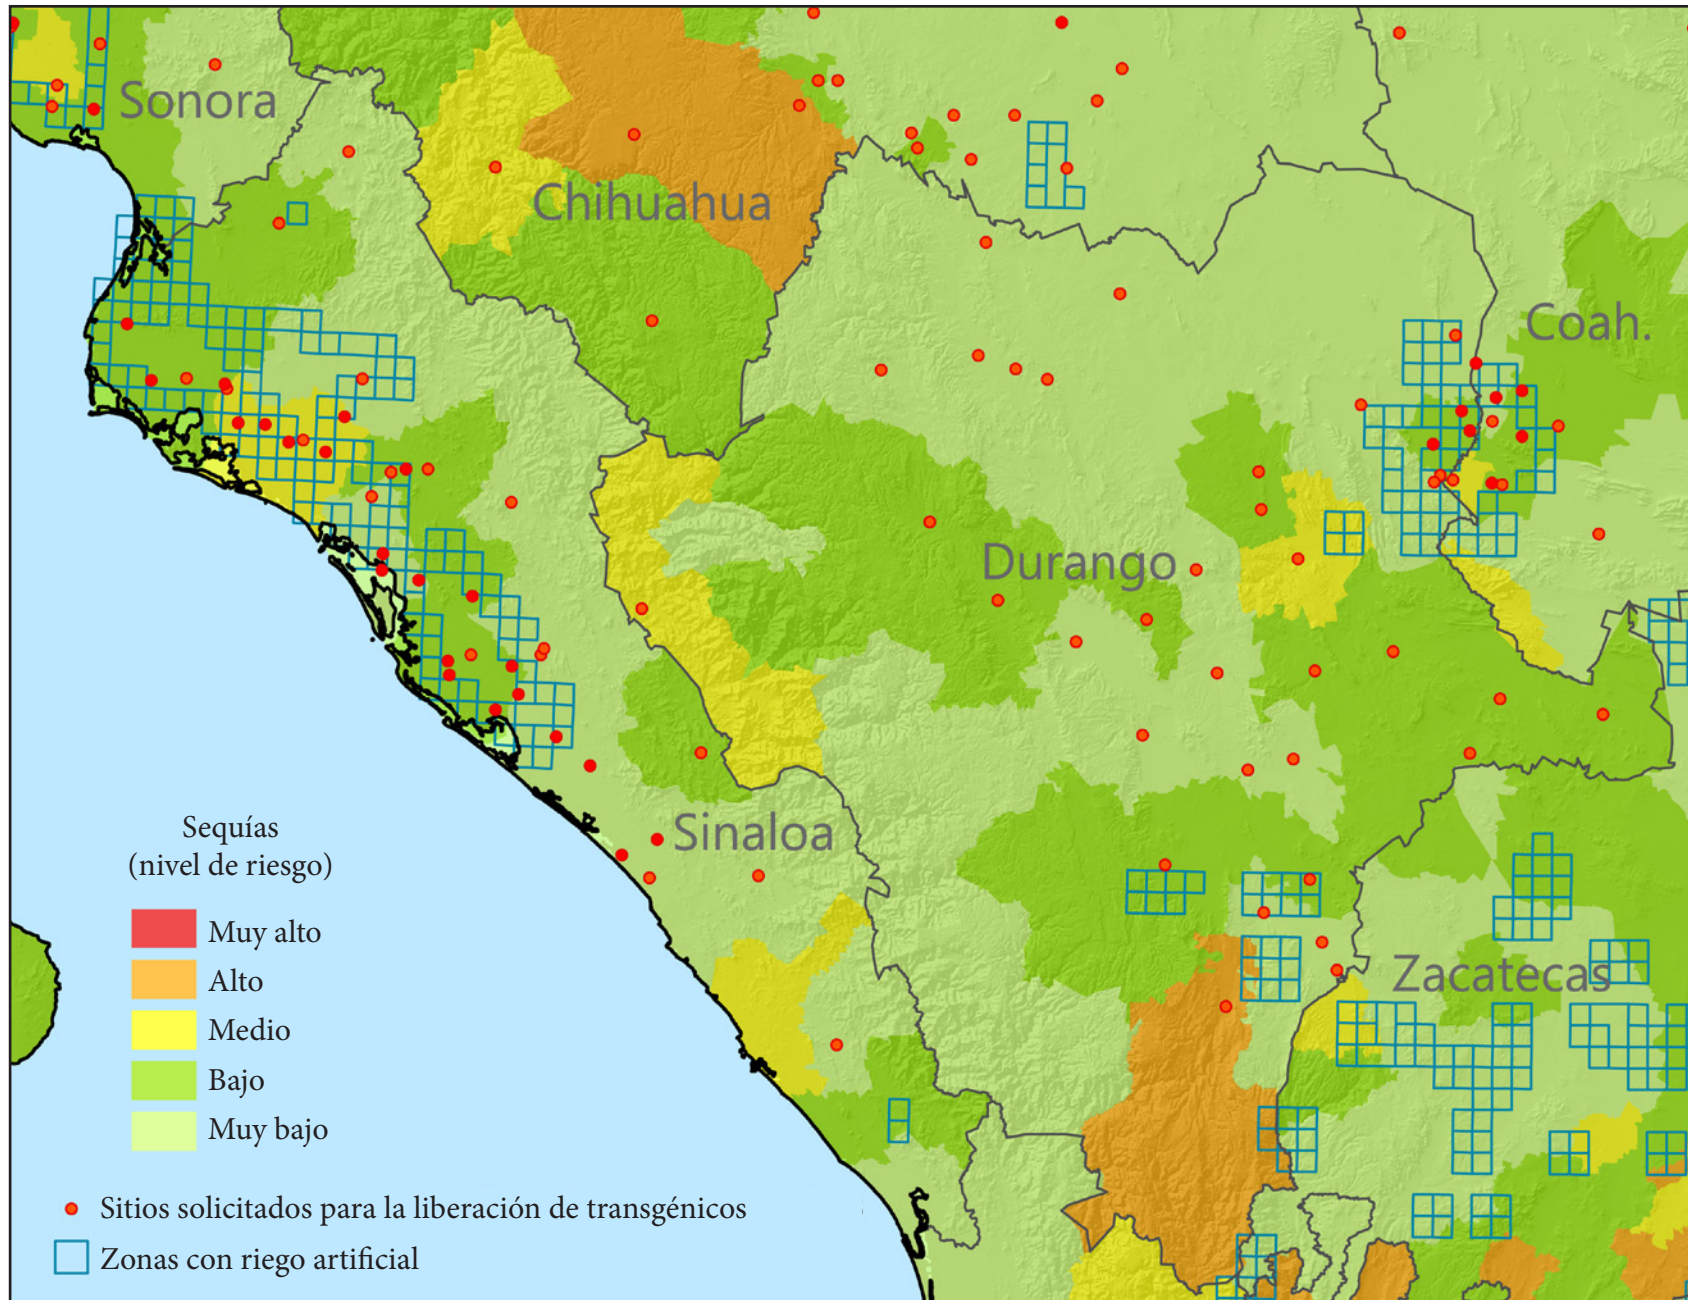 Sonora
Chihuahua
Coah.
Durango
Sinaloa
Zacatecas
Sequías
(nivel de riesgo)
Muy alto
Alto
Medio
Bajo
Muy bajo
Sitios solicitados para la liberación de transgénicos
Zonas con riego artificial